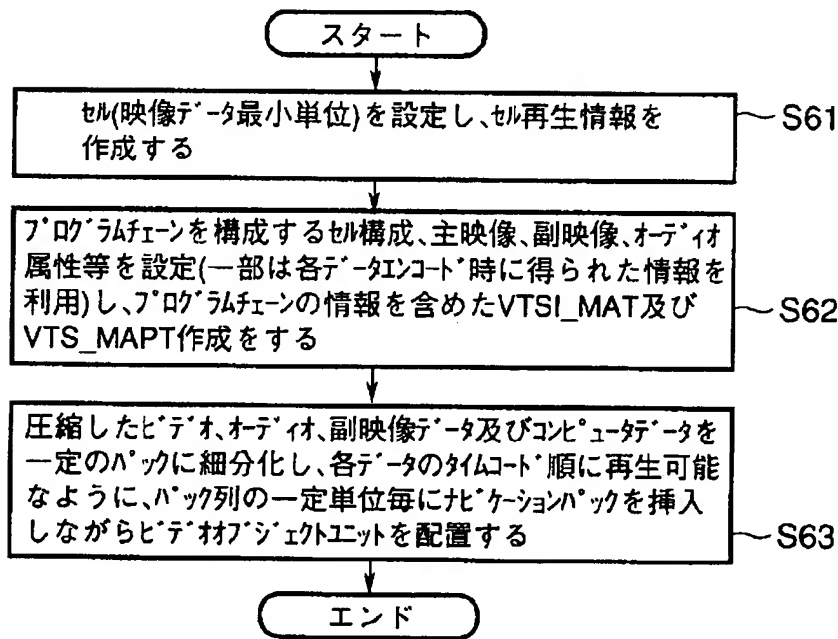 スタート
セル(映像データ最小単位)を設定し、セル再生情報を
作成する
S61
プログラムチェーンを構成するセル構成、主映像、副映像、オーディオ
属性等を設定(一部は各データエンコード時に得られた情報を
利用)し、プログラムチェーンの情報を含めたVTSI_MAT及び
VTS_MAPT作成をする
S62
圧縮したビデオ、オーディオ、副映像データ及びコンピュータデータを
一定のパックに細分化し、各データのタイムコード順に再生可能
なように、パック列の一定単位毎にナビゲーションパックを挿入
しながらビデオオブジェクトユニットを配置する
S63
エンド